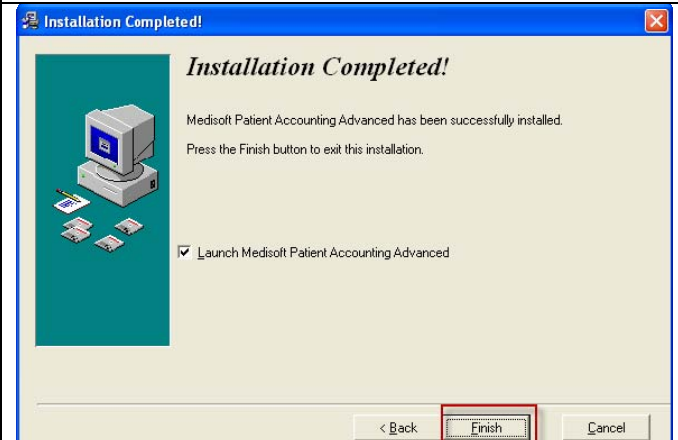 Installation Completed!
Installation Completed!
Medisoft Patient Accounting Advanced has been successfully installed.
Press the Finish button to exit this installation.
Launch Medisoft Patient Accounting Advanced
< Back Finish Cancel